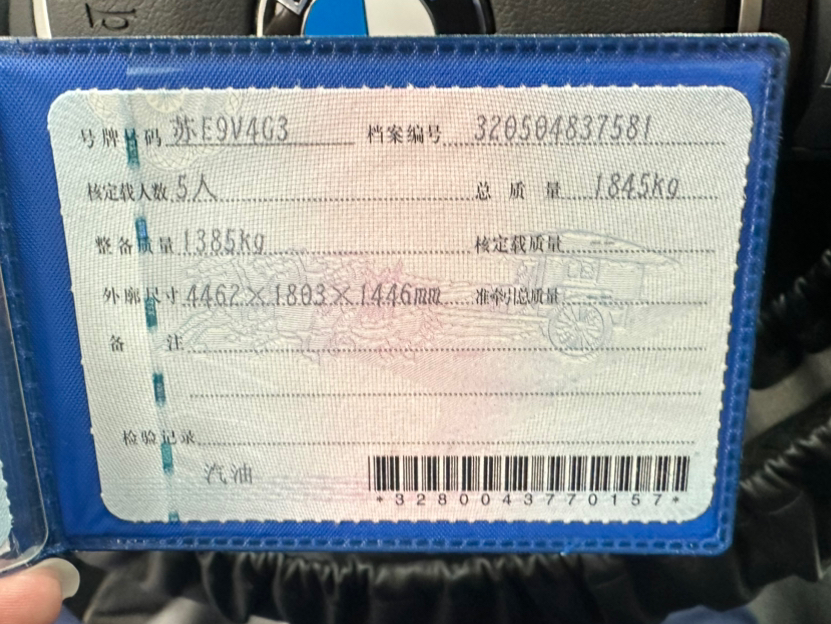 号牌号码 苏E9V4G3 档案编号 320504837581
核定载人数 5人 总质量 1845kg
整备质量 1385kg 核定载质量 --
外廓尺寸 4462×1803×1446mm 准牵引总质量 --
备注
检验记录
汽油
*3280043770157*